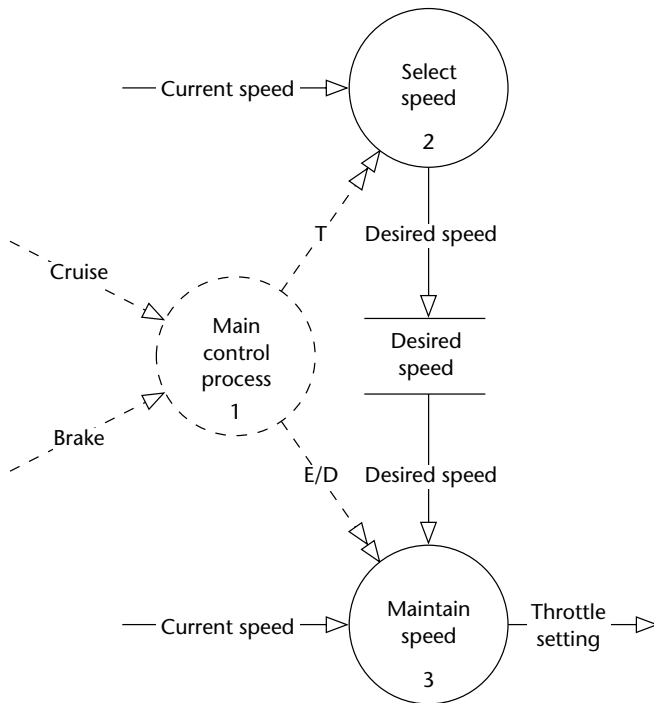 Current speed
Select
speed
2
T
Desired speed
Cruise
Main
control
process
1
Desired
speed
Brake
E/D
Desired speed
Current speed
Maintain
speed
3
Throttle
setting